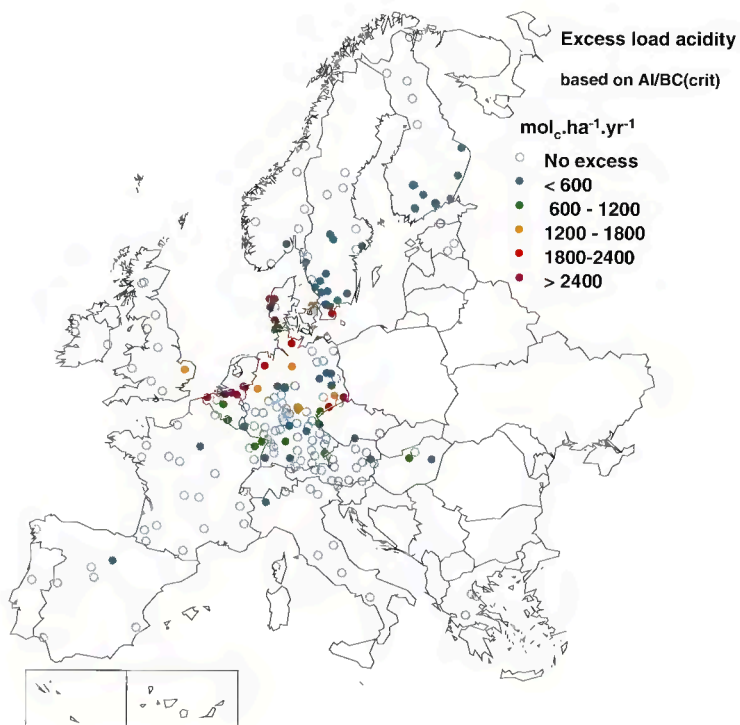 Excess load acidity
based on Al/BC(crit)
mol_c.ha⁻¹.yr⁻¹
No excess
< 600
600 - 1200
1200 - 1800
1800-2400
> 2400